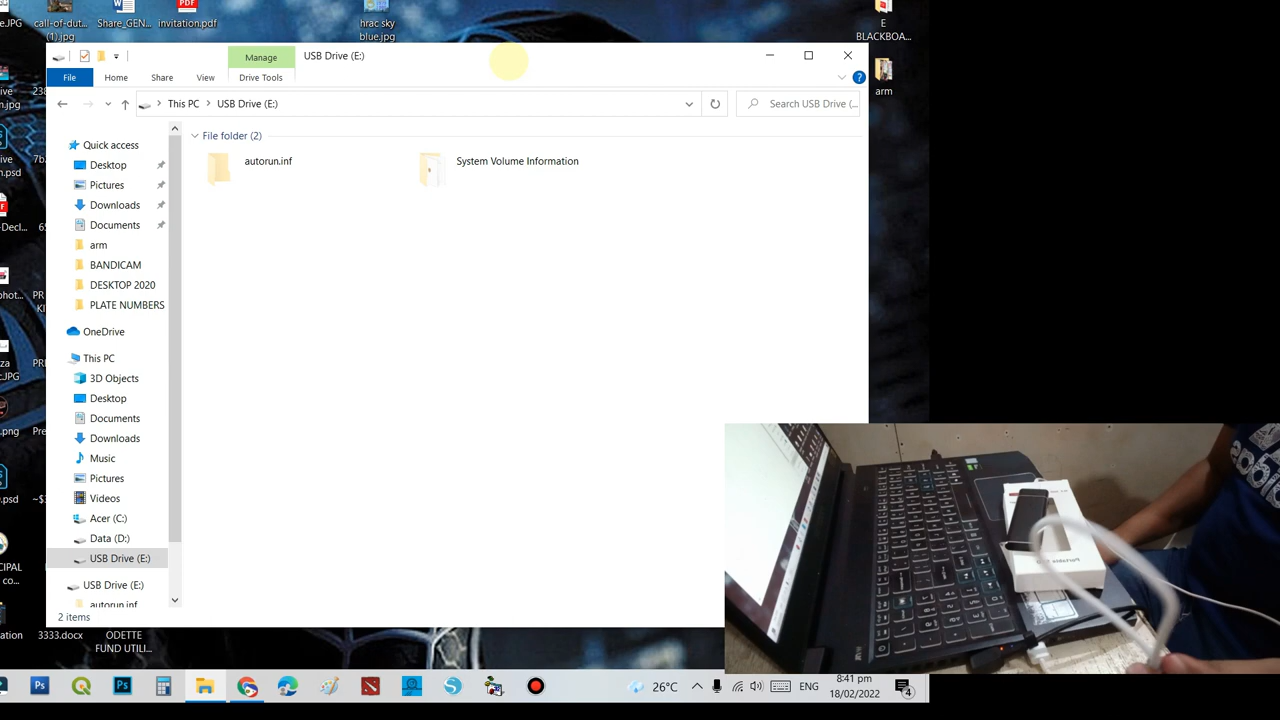 call-of-dut...
(1).jpg
Share_GEN...
invitation.pdf
hrac sky
blue.jpg
E
BLACKBOA...
arm
Manage
USB Drive (E:)
File
Home
Share
View
Drive Tools
This PC
USB Drive (E:)
Search USB Drive (...
Quick access
Desktop
Pictures
Downloads
Documents
arm
BANDICAM
DESKTOP 2020
PLATE NUMBERS
OneDrive
This PC
3D Objects
Desktop
Documents
Downloads
Music
Pictures
Videos
Acer (C:)
Data (D:)
USB Drive (E:)
USB Drive (E:)
autorun.inf
File folder (2)
autorun.inf
System Volume Information
2 items
3333.docx
ODETTE
FUND UTILI...
26°C
ENG
8:41 pm
18/02/2022
4
adidas